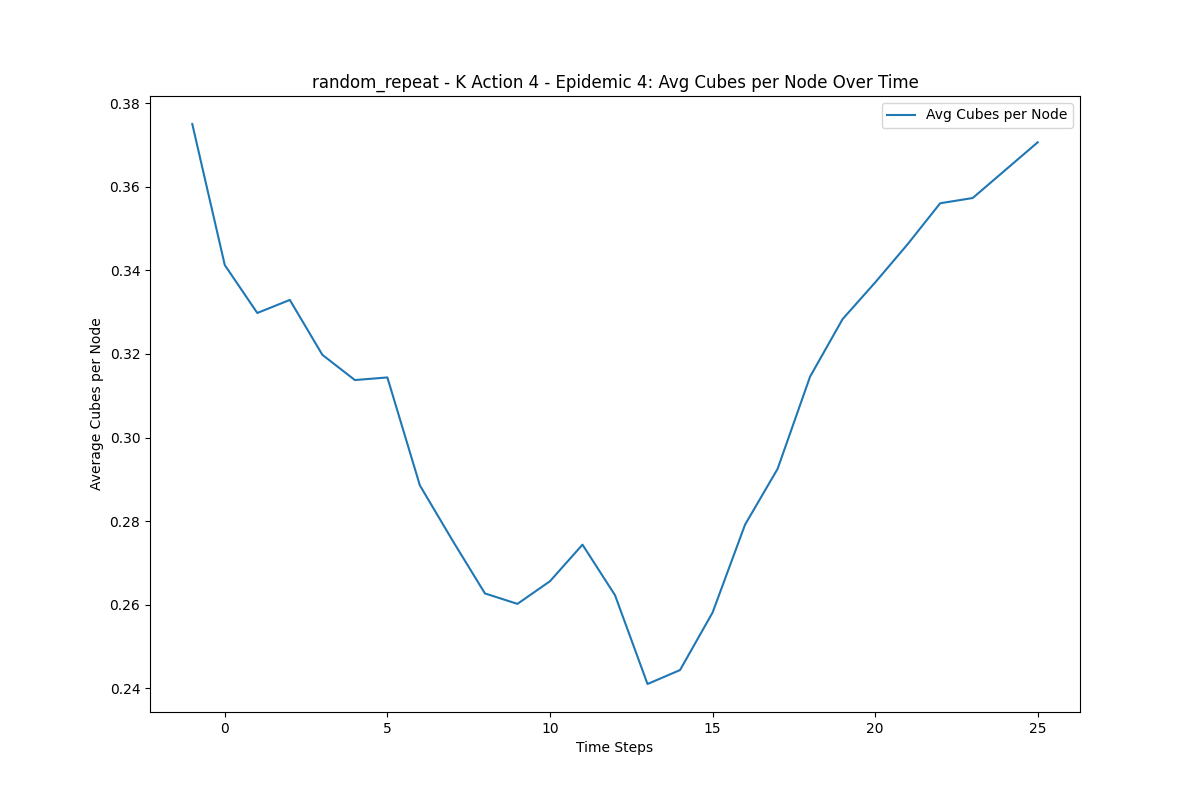 random_repeat - K Action 4 - Epidemic 4: Avg Cubes per Node Over Time
Avg Cubes per Node
Average Cubes per Node
0.38
0.36
0.34
0.32
0.30
0.28
0.26
0.24
0 5 10 15 20 25
Time Steps